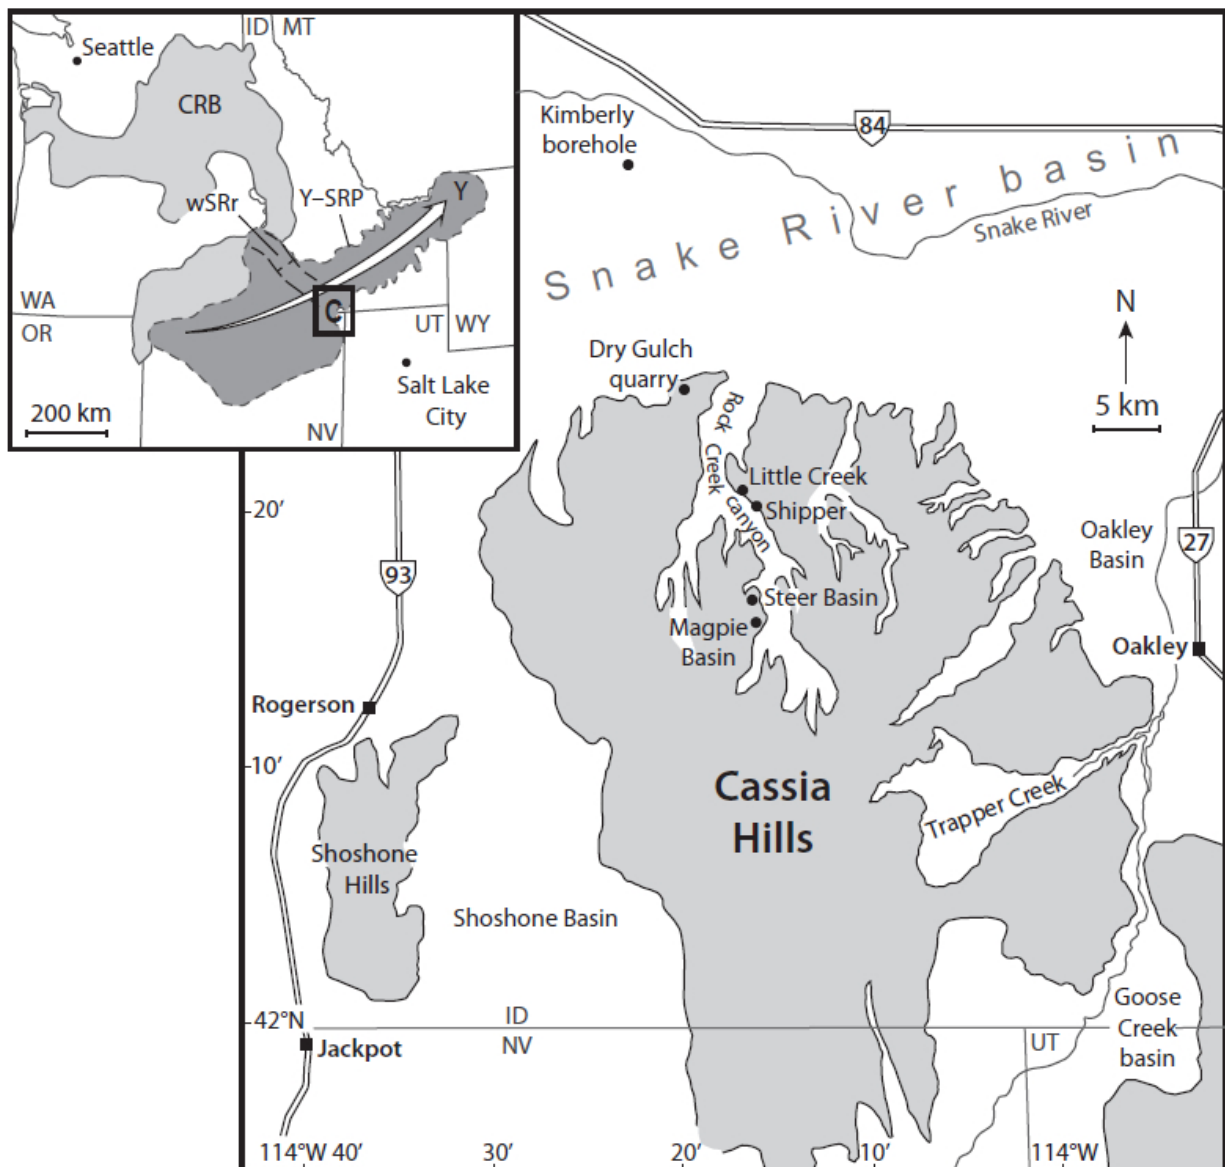 ID MT
Seattle
CRB
wSRr
Y–SRP
Y
WA
OR
C
UT WY
Salt Lake
City
200 km
NV
Kimberly
borehole
84
Snake River basin
Snake River
N
5 km
Dry Gulch
quarry
Rock Creek canyon
Little Creek
Shipper
Steer Basin
Magpie
Basin
Oakley
Basin
27
Oakley
20’
93
Rogerson
10’
Cassia
Hills
Trapper Creek
Shoshone
Hills
Shoshone Basin
Goose
Creek
basin
42°N
ID
NV
UT
Jackpot
114°W 40’
30’
20’
10’
114°W